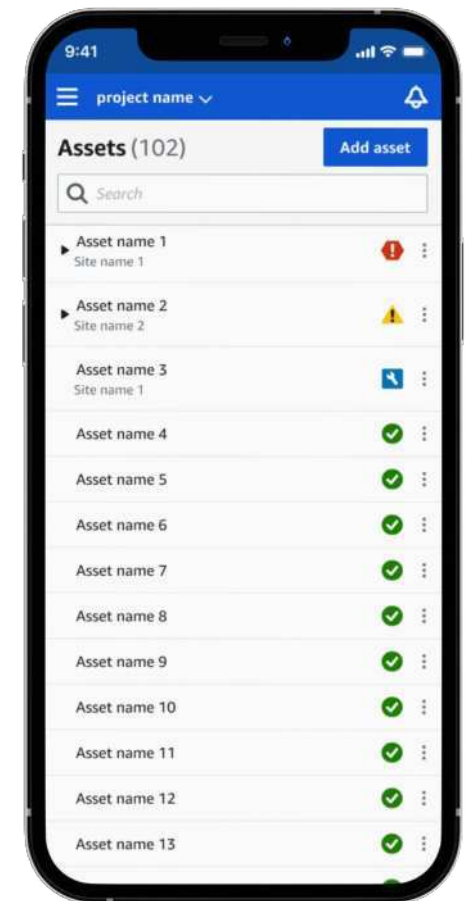 9:41
project name
Assets (102)
Add asset
Search
Asset name 1
Site name 1
Asset name 2
Site name 2
Asset name 3
Site name 1
Asset name 4
Asset name 5
Asset name 6
Asset name 7
Asset name 8
Asset name 9
Asset name 10
Asset name 11
Asset name 12
Asset name 13